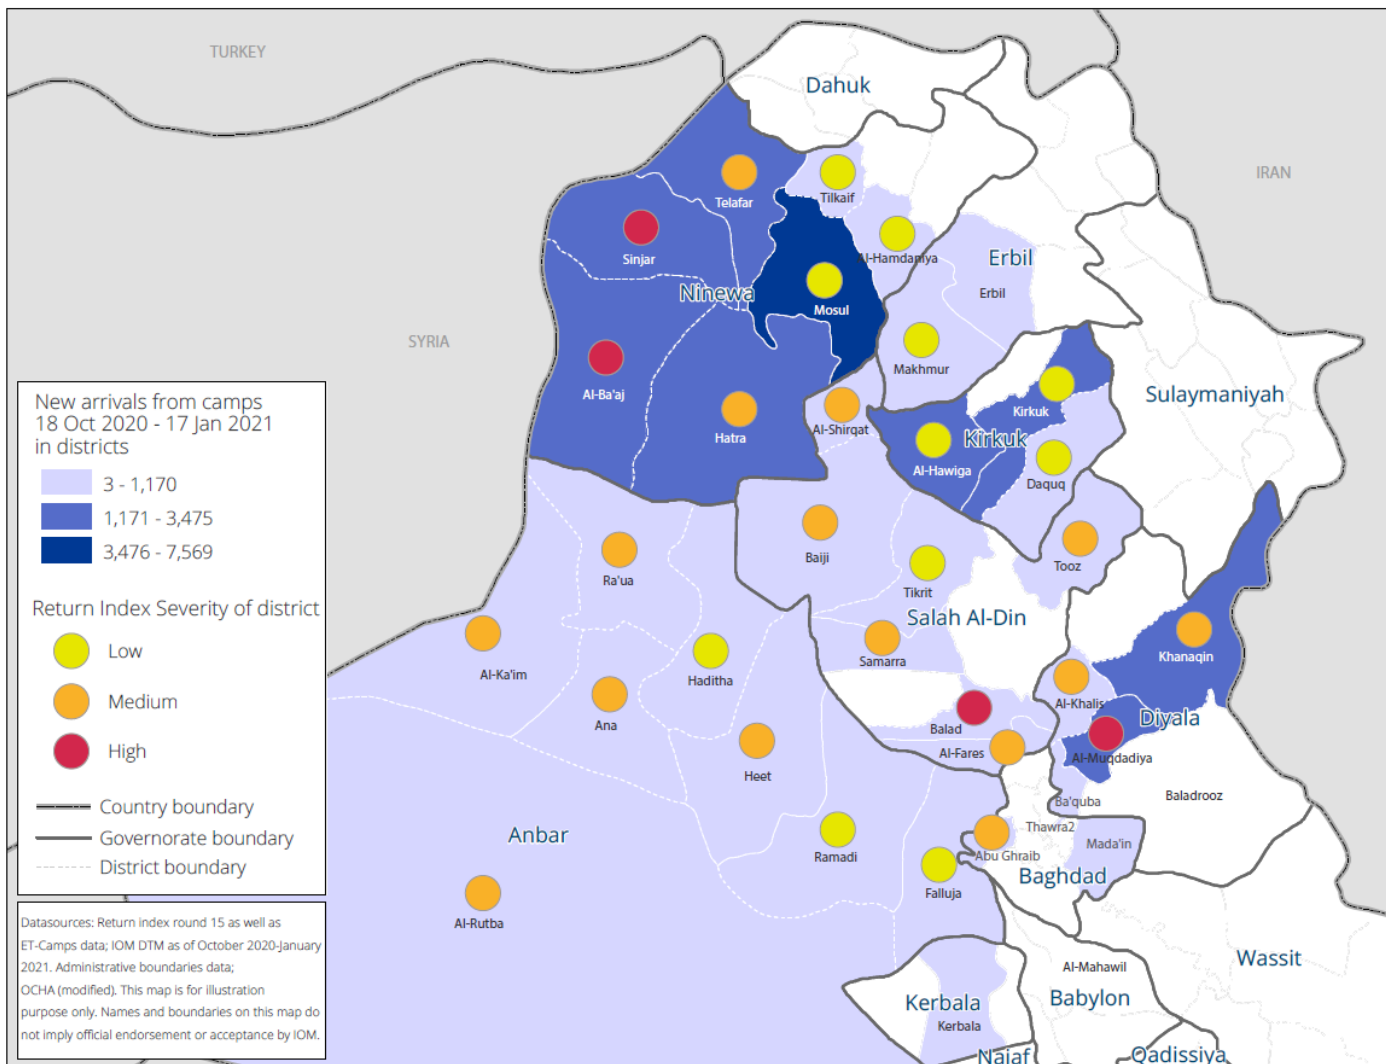 TURKEY
Dahuk
IRAN
Telafar
Tilkaif
Sinjar
Al-Hamdaniya
Erbil
Erbil
Ninewa
Mosul
SYRIA
Makhmur
Al-Ba'aj
Sulaymaniyah
Kirkuk
Hatra
Al-Shirqat
Kirkuk
Al-Hawiga
Daquq
New arrivals from camps
18 Oct 2020 - 17 Jan 2021
in districts
3 - 1,170
1,171 - 3,475
3,476 - 7,569
Return Index Severity of district
Low
Medium
High
Country boundary
Governorate boundary
District boundary
Baiji
Tooz
Ra'ua
Tikrit
Salah Al-Din
Samarra
Khanaqin
Al-Ka'im
Haditha
Al-Khalis
Ana
Balad
Diyala
Al-Fares
Al-Muqdadiya
Heet
Baladrooz
Ba'quba
Anbar
Thawra2
Mada'in
Ramadi
Abu Ghraib
Baghdad
Falluja
Al-Rutba
Wassit
Al-Mahawil
Kerbala
Babylon
Kerbala
Najaf
Qadissiya
Datasources: Return index round 15 as well as
ET-Camps data; IOM DTM as of October 2020-January
2021. Administrative boundaries data;
OCHA (modified). This map is for illustration
purpose only. Names and boundaries on this map do
not imply official endorsement or acceptance by IOM.